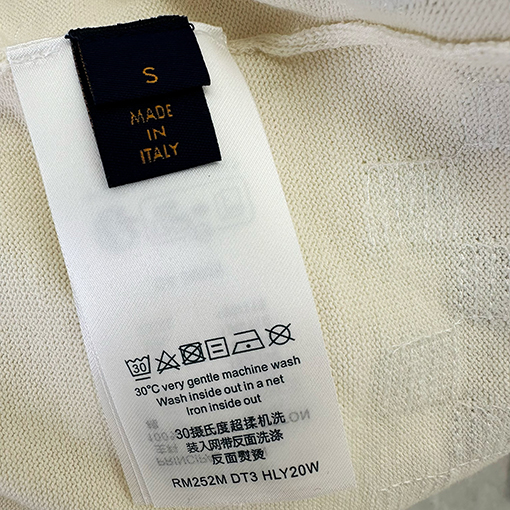 S
MADE
IN
ITALY
30
30°C very gentle machine wash
Wash inside out in a net
Iron inside out
30摄氏度超柔机洗
装入网带反面洗涤
反面熨烫
RM252M DT3 HLY20W